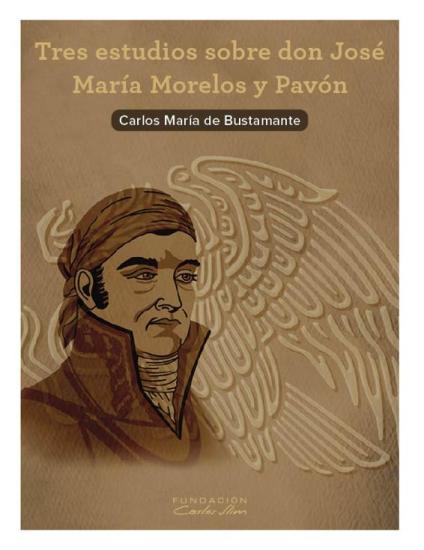 Tres estudios sobre don José
María Morelos y Pavón
Carlos María de Bustamante
FUNDACIÓN
Carlos Slim